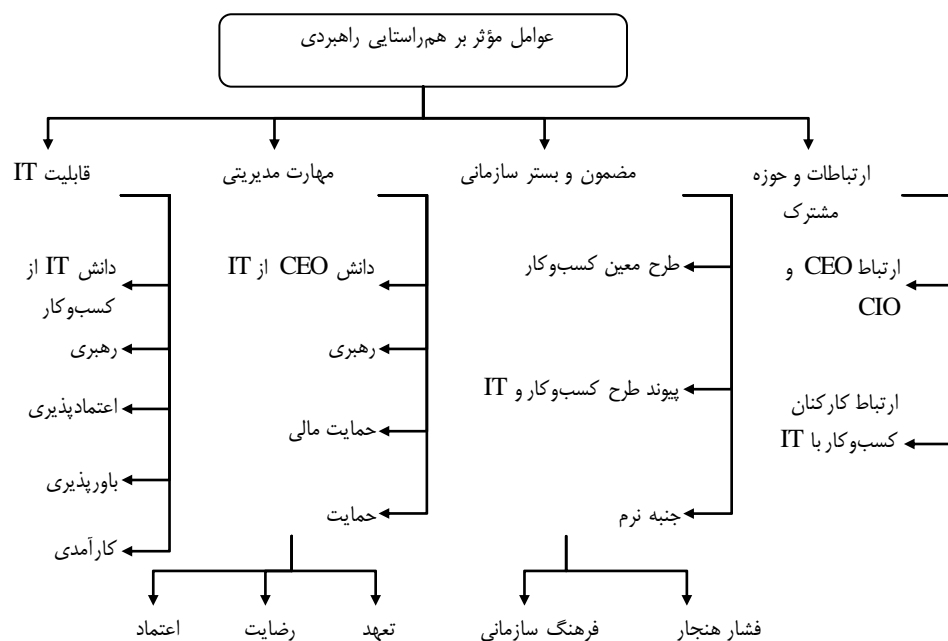 عوامل مؤثر بر هم‌راستایی راهبردی
ارتباطات و حوزه
مشترک
ارتباط CEO و
CIO
ارتباط کارکنان
کسب‌وکار با IT
مضمون و بستر سازمانی
طرح معین کسب‌وکار
پیوند طرح کسب‌وکار و IT
جنبه نرم
فشار هنجار
فرهنگ سازمانی
مهارت مدیریتی
دانش CEO از IT
رهبری
حمایت مالی
حمایت
تعهد
رضایت
اعتماد
قابلیت IT
دانش IT از
کسب‌وکار
رهبری
اعتمادپذیری
باورپذیری
کارآمدی